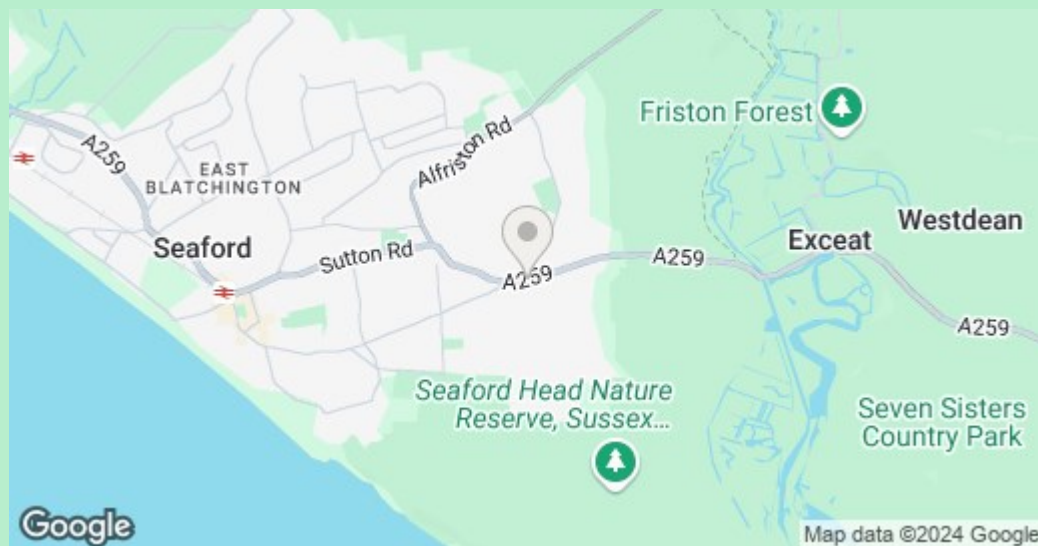 Friston Forest
A259
Alfriston Rd
EAST
BLATCHINGTON
Westdean
Seaford
Sutton Rd
Exceat
A259
A259
A259
Seaford Head Nature
Reserve, Sussex...
Seven Sisters
Country Park
Google
Map data ©2024 Google